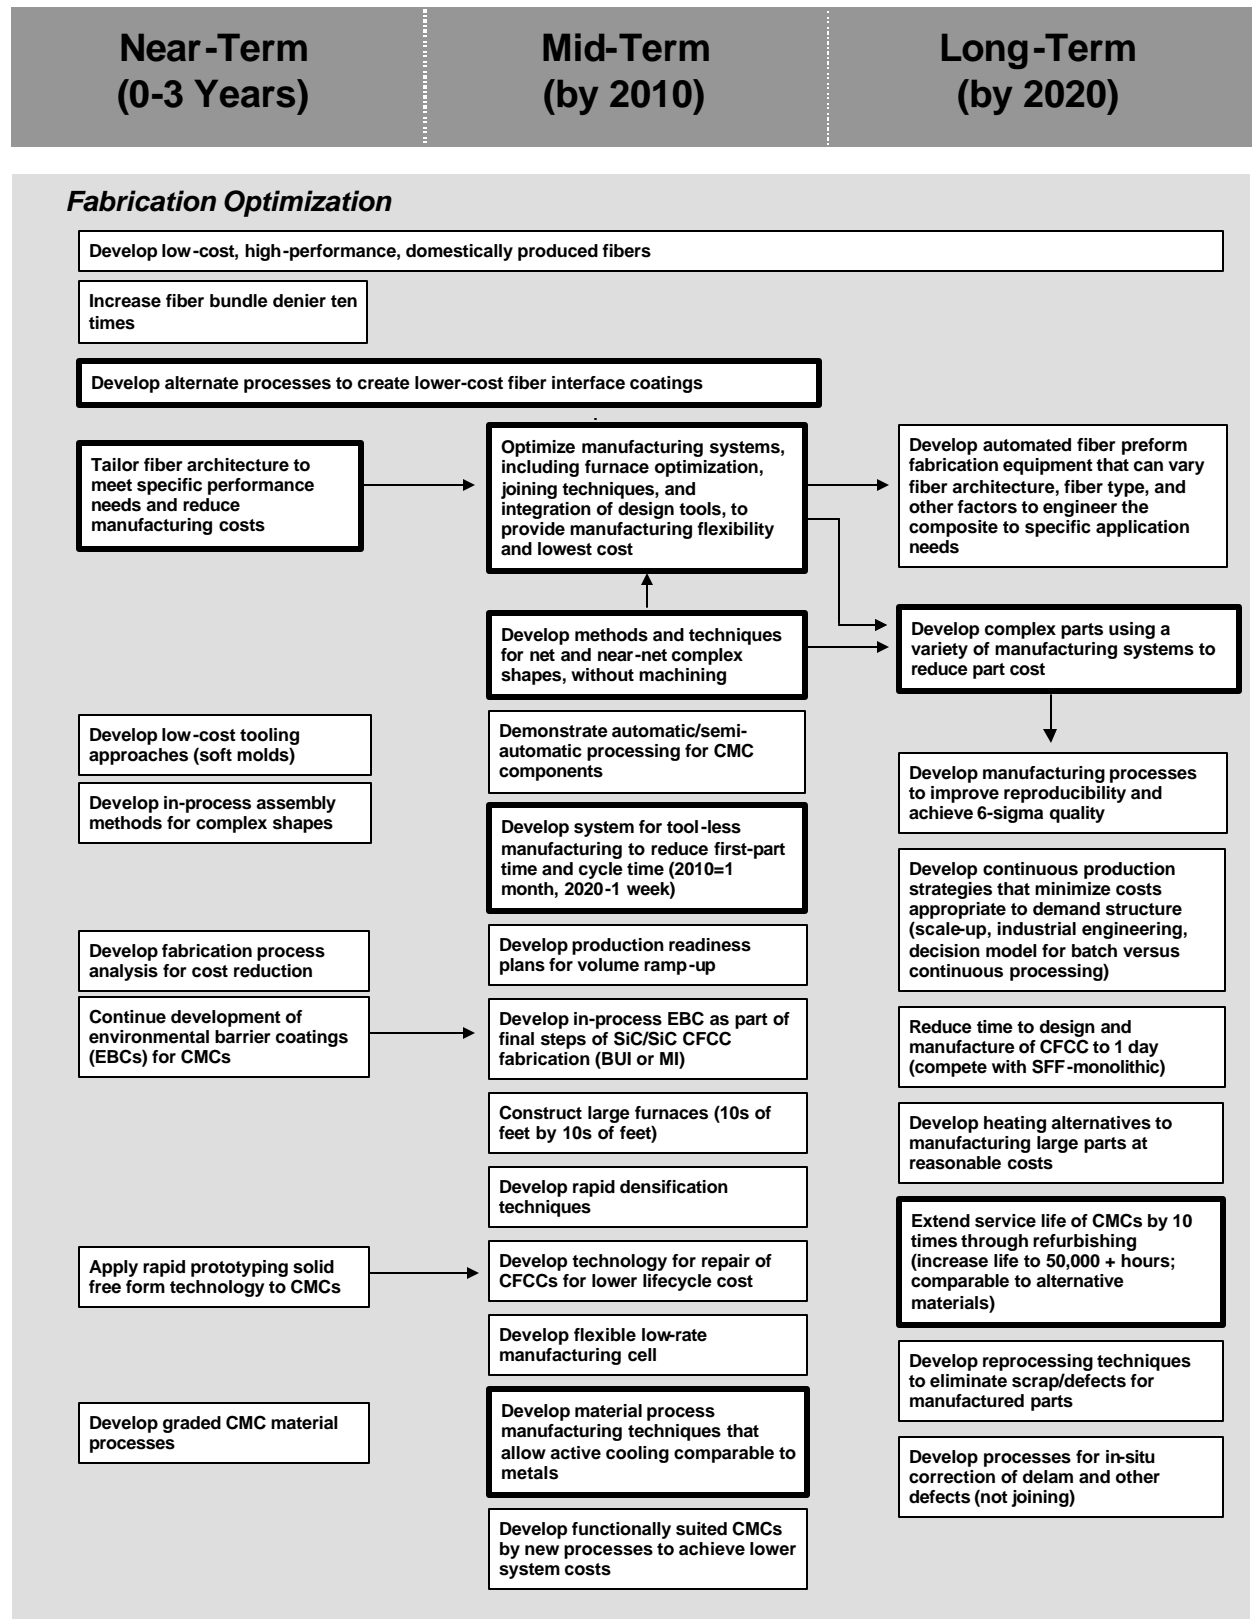 Near-Term
(0-3 Years)
Mid-Term
(by 2010)
Long-Term
(by 2020)
Fabrication Optimization
Develop low-cost, high-performance, domestically produced fibers
Increase fiber bundle denier ten
times
Develop alternate processes to create lower-cost fiber interface coatings
Tailor fiber architecture to
meet specific performance
needs and reduce
manufacturing costs
Optimize manufacturing systems,
including furnace optimization,
joining techniques, and
integration of design tools, to
provide manufacturing flexibility
and lowest cost
Develop automated fiber preform
fabrication equipment that can vary
fiber architecture, fiber type, and
other factors to engineer the
composite to specific application
needs
Develop methods and techniques
for net and near-net complex
shapes, without machining
Develop complex parts using a
variety of manufacturing systems to
reduce part cost
Develop low-cost tooling
approaches (soft molds)
Demonstrate automatic/semi-
automatic processing for CMC
components
Develop manufacturing processes
to improve reproducibility and
achieve 6-sigma quality
Develop in-process assembly
methods for complex shapes
Develop system for tool-less
manufacturing to reduce first-part
time and cycle time (2010=1
month, 2020-1 week)
Develop continuous production
strategies that minimize costs
appropriate to demand structure
(scale-up, industrial engineering,
decision model for batch versus
continuous processing)
Develop fabrication process
analysis for cost reduction
Develop production readiness
plans for volume ramp-up
Continue development of
environmental barrier coatings
(EBCs) for CMCs
Develop in-process EBC as part of
final steps of SiC/SiC CFCC
fabrication (BUI or MI)
Reduce time to design and
manufacture of CFCC to 1 day
(compete with SFF-monolithic)
Construct large furnaces (10s of
feet by 10s of feet)
Develop heating alternatives to
manufacturing large parts at
reasonable costs
Develop rapid densification
techniques
Extend service life of CMCs by 10
times through refurbishing
(increase life to 50,000 + hours;
comparable to alternative
materials)
Apply rapid prototyping solid
free form technology to CMCs
Develop technology for repair of
CFCCs for lower lifecycle cost
Develop flexible low-rate
manufacturing cell
Develop reprocessing techniques
to eliminate scrap/defects for
manufactured parts
Develop graded CMC material
processes
Develop material process
manufacturing techniques that
allow active cooling comparable to
metals
Develop processes for in-situ
correction of delam and other
defects (not joining)
Develop functionally suited CMCs
by new processes to achieve lower
system costs